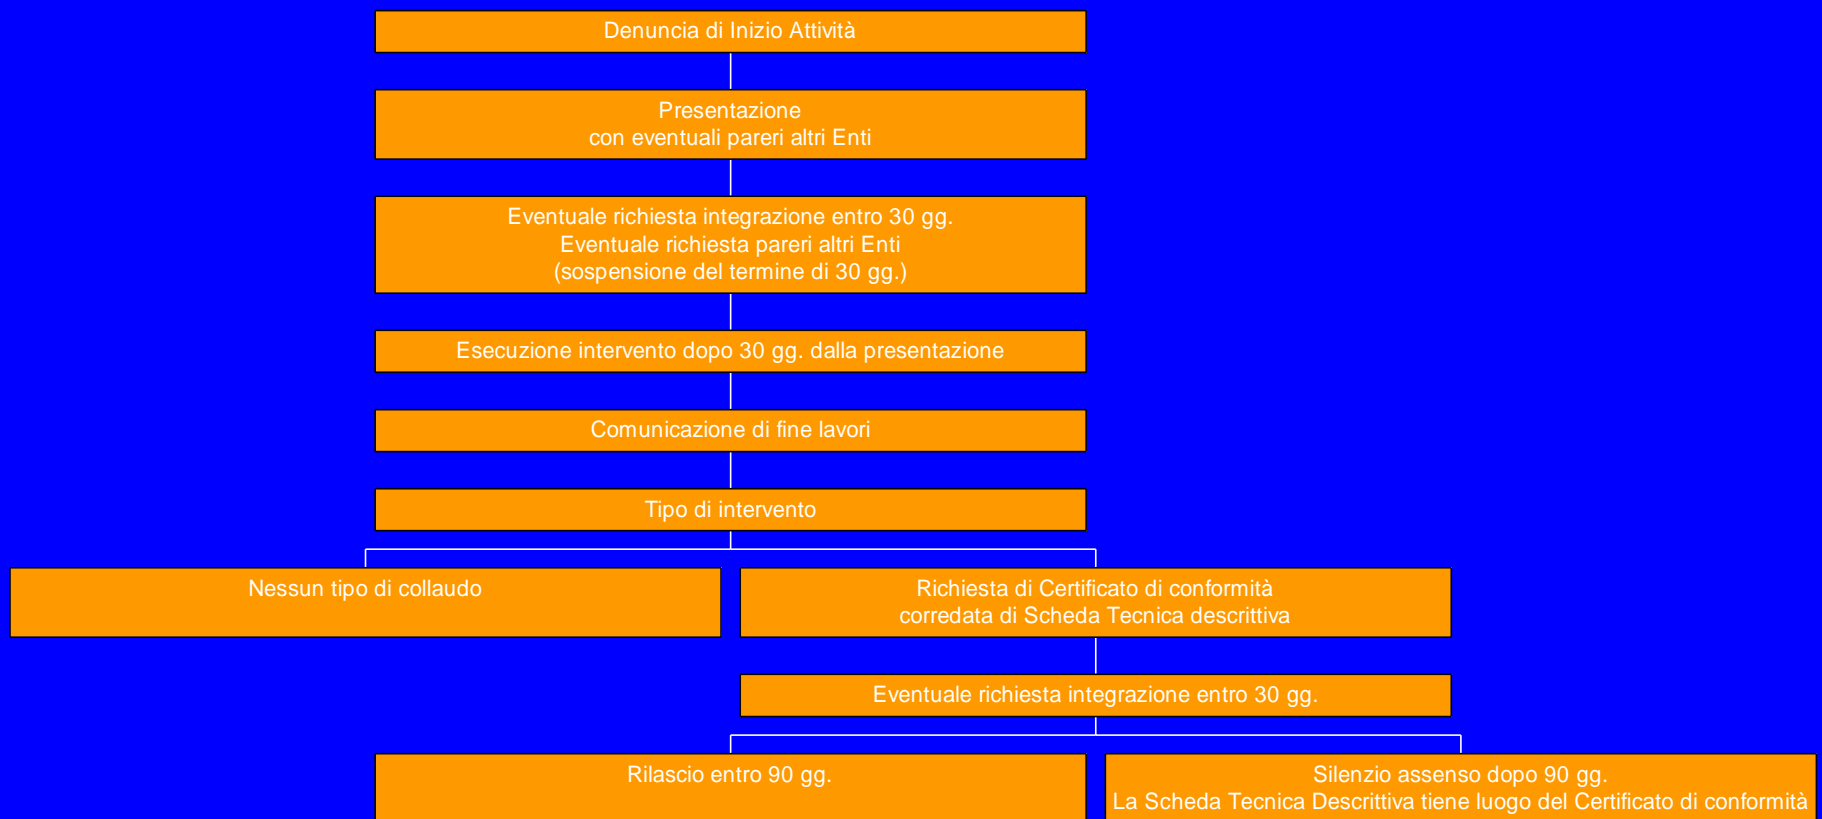 Denuncia di Inizio Attività
Presentazione
con eventuali pareri altri Enti
Eventuale richiesta integrazione entro 30 gg.
Eventuale richiesta pareri altri Enti
(sospensione del termine di 30 gg.)
Esecuzione intervento dopo 30 gg. dalla presentazione
Comunicazione di fine lavori
Tipo di intervento
Nessun tipo di collaudo
Richiesta di Certificato di conformità
corredata di Scheda Tecnica descrittiva
Eventuale richiesta integrazione entro 30 gg.
Rilascio entro 90 gg.
Silenzio assenso dopo 90 gg.
La Scheda Tecnica Descrittiva tiene luogo del Certificato di conformità